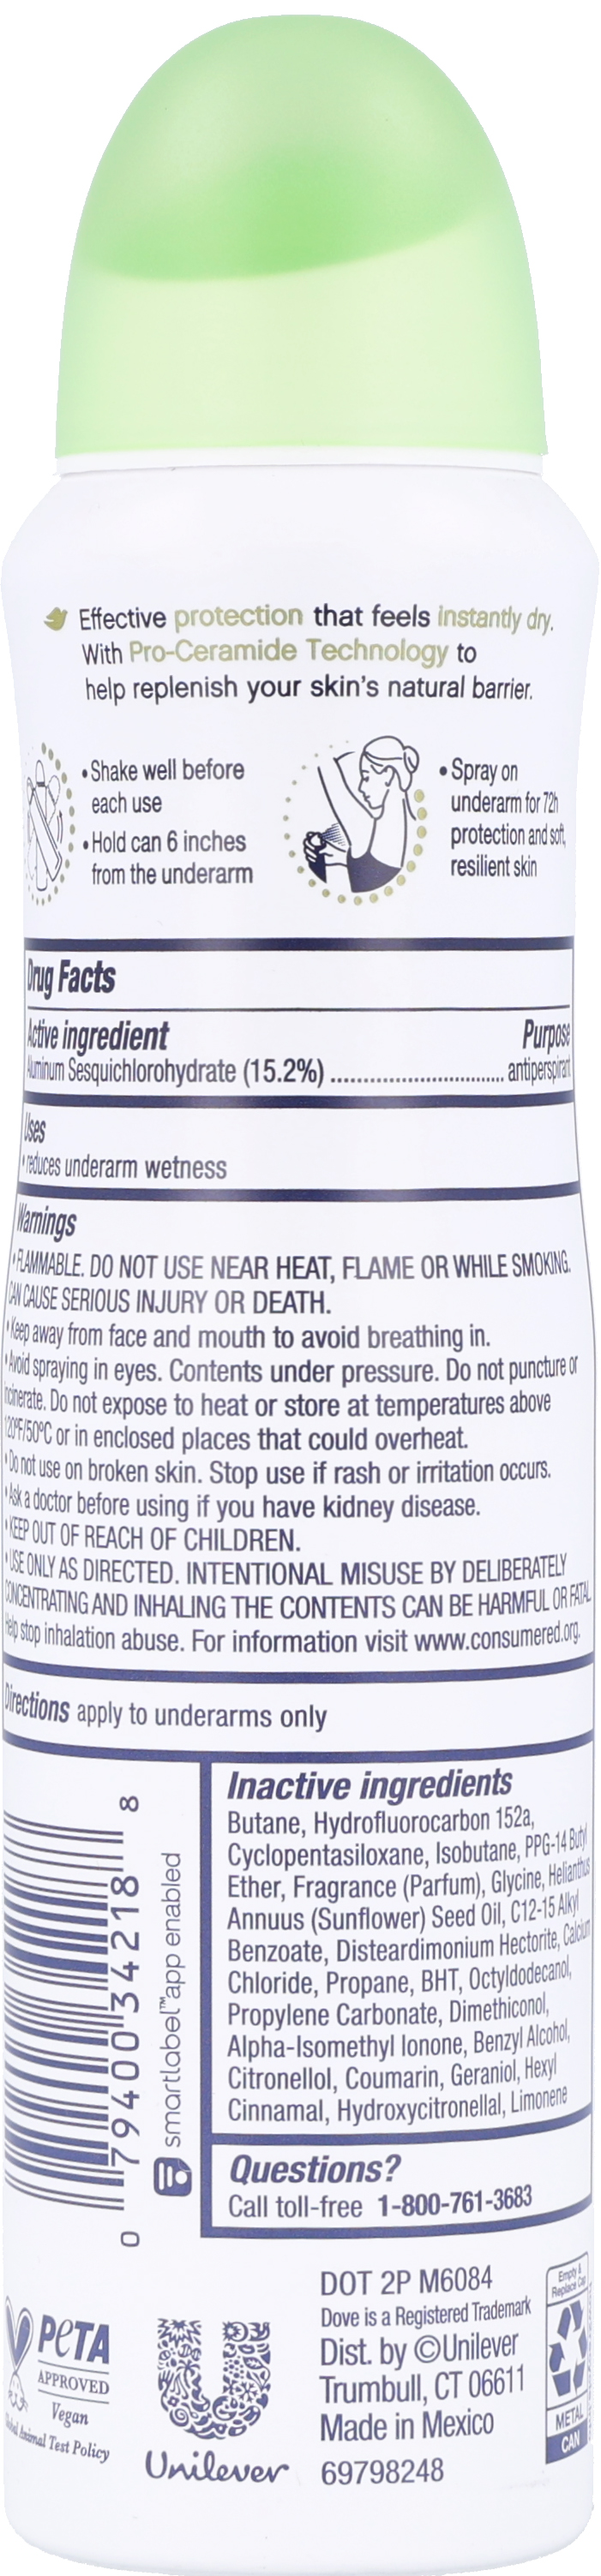 Effective protection that feels instantly dry.
With Pro-Ceramide Technology to
help replenish your skin's natural barrier.
• Shake well before
each use
• Hold can 6 inches
from the underarm
• Spray on
underarm for 72h
protection and soft,
resilient skin
Drug Facts
Active ingredient Purpose
Aluminum Sesquichlorohydrate (15.2%) ............................ antiperspirant
Uses
• reduces underarm wetness
Warnings
• FLAMMABLE. DO NOT USE NEAR HEAT, FLAME OR WHILE SMOKING.
CAN CAUSE SERIOUS INJURY OR DEATH.
• Keep away from face and mouth to avoid breathing in.
• Avoid spraying in eyes. Contents under pressure. Do not puncture or
incinerate. Do not expose to heat or store at temperatures above
120ºF/50ºC or in enclosed places that could overheat.
• Do not use on broken skin. Stop use if rash or irritation occurs.
• Ask a doctor before using if you have kidney disease.
• KEEP OUT OF REACH OF CHILDREN.
• USE ONLY AS DIRECTED. INTENTIONAL MISUSE BY DELIBERATELY
CONCENTRATING AND INHALING THE CONTENTS CAN BE HARMFUL OR FATAL.
Help stop inhalation abuse. For information visit www.consumered.org.
Directions apply to underarms only
0 79400 34218 8
smartlabel™ app enabled
Inactive ingredients
Butane, Hydrofluorocarbon 152a,
Cyclopentasiloxane, Isobutane, PPG-14 Butyl
Ether, Fragrance (Parfum), Glycine, Helianthus
Annuus (Sunflower) Seed Oil, C12-15 Alkyl
Benzoate, Disteardimonium Hectorite, Calcium
Chloride, Propane, BHT, Octyldodecanol,
Propylene Carbonate, Dimethiconol,
Alpha-Isomethyl Ionone, Benzyl Alcohol,
Citronellol, Coumarin, Geraniol, Hexyl
Cinnamal, Hydroxycitronellal, Limonene
Questions?
Call toll-free 1-800-761-3683
PeTA
APPROVED
Vegan
Global Animal Test Policy
Unilever
DOT 2P M6084
Dove is a Registered Trademark
Dist. by ©Unilever
Trumbull, CT 06611
Made in Mexico
69798248
Empty &
Replace Cap
METAL
CAN